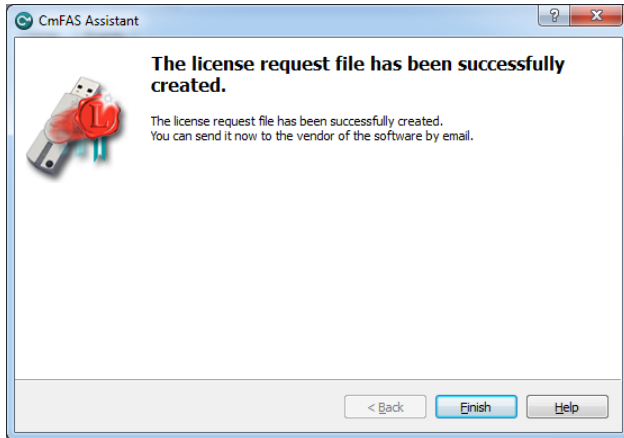 CmFAS Assistant
The license request file has been successfully
created.
The license request file has been successfully created.
You can send it now to the vendor of the software by email.
L
< Back
Finish
Help